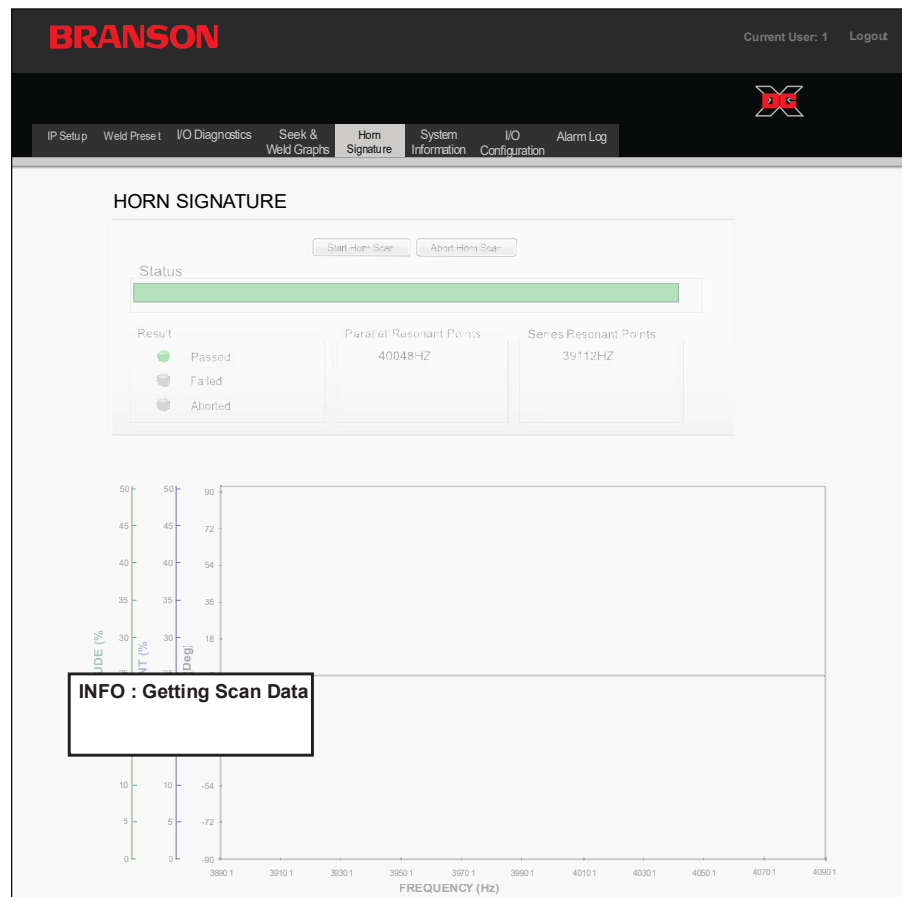 BRANSON
Current User: 1 Logout
DC X
IP Setup Weld Preset I/O Diagnostics Seek & Weld Graphs Horn Signature System Information I/O Configuration Alarm Log
HORN SIGNATURE
Start Horn Scan Abort Horn Scan
Status
Result Parallel Resonant Points Series Resonant Points
Passed 40048HZ 39112HZ
Failed
Aborted
50 50 90
45 45 72
40 40 54
35 35 36
30 30 18
UDE (%
NT (%
(Deg)
INFO : Getting Scan Data
10 10 -54
5 5 -72
0 0 -90
38901 39101 39301 39501 39701 39901 40101 40301 40501 40701 40901
FREQUENCY (Hz)